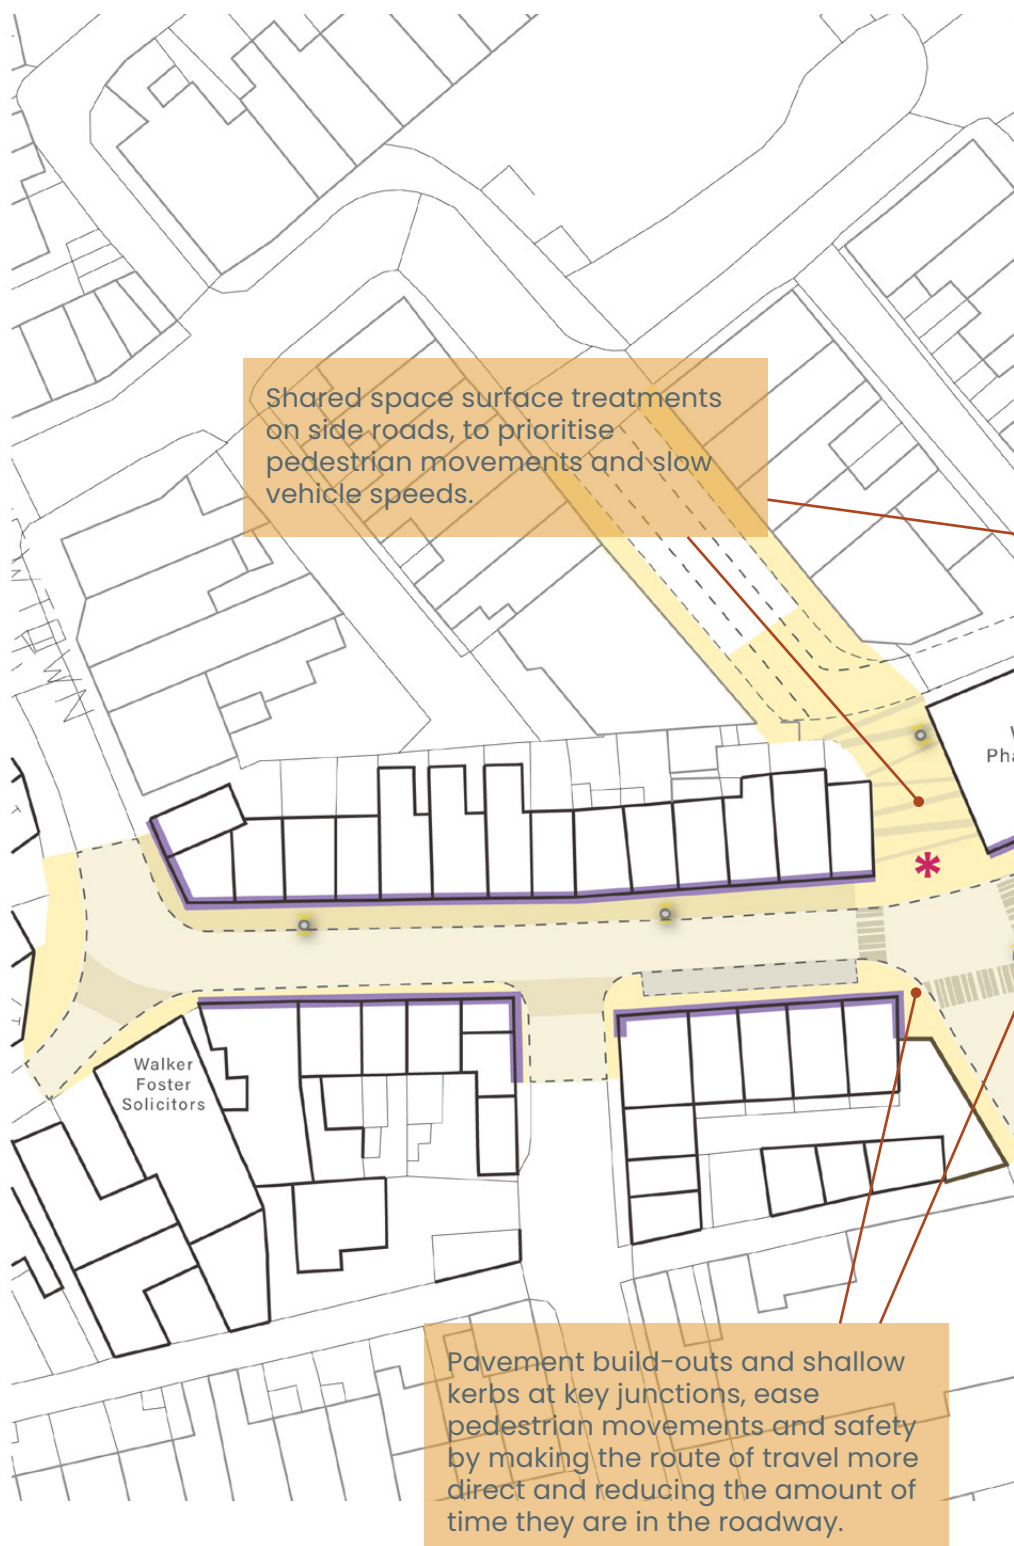 Shared space surface treatments
on side roads, to prioritise
pedestrian movements and slow
vehicle speeds.
Walker
Foster
Solicitors
Pavement build-outs and shallow
kerbs at key junctions, ease
pedestrian movements and safety
by making the route of travel more
direct and reducing the amount of
time they are in the roadway.